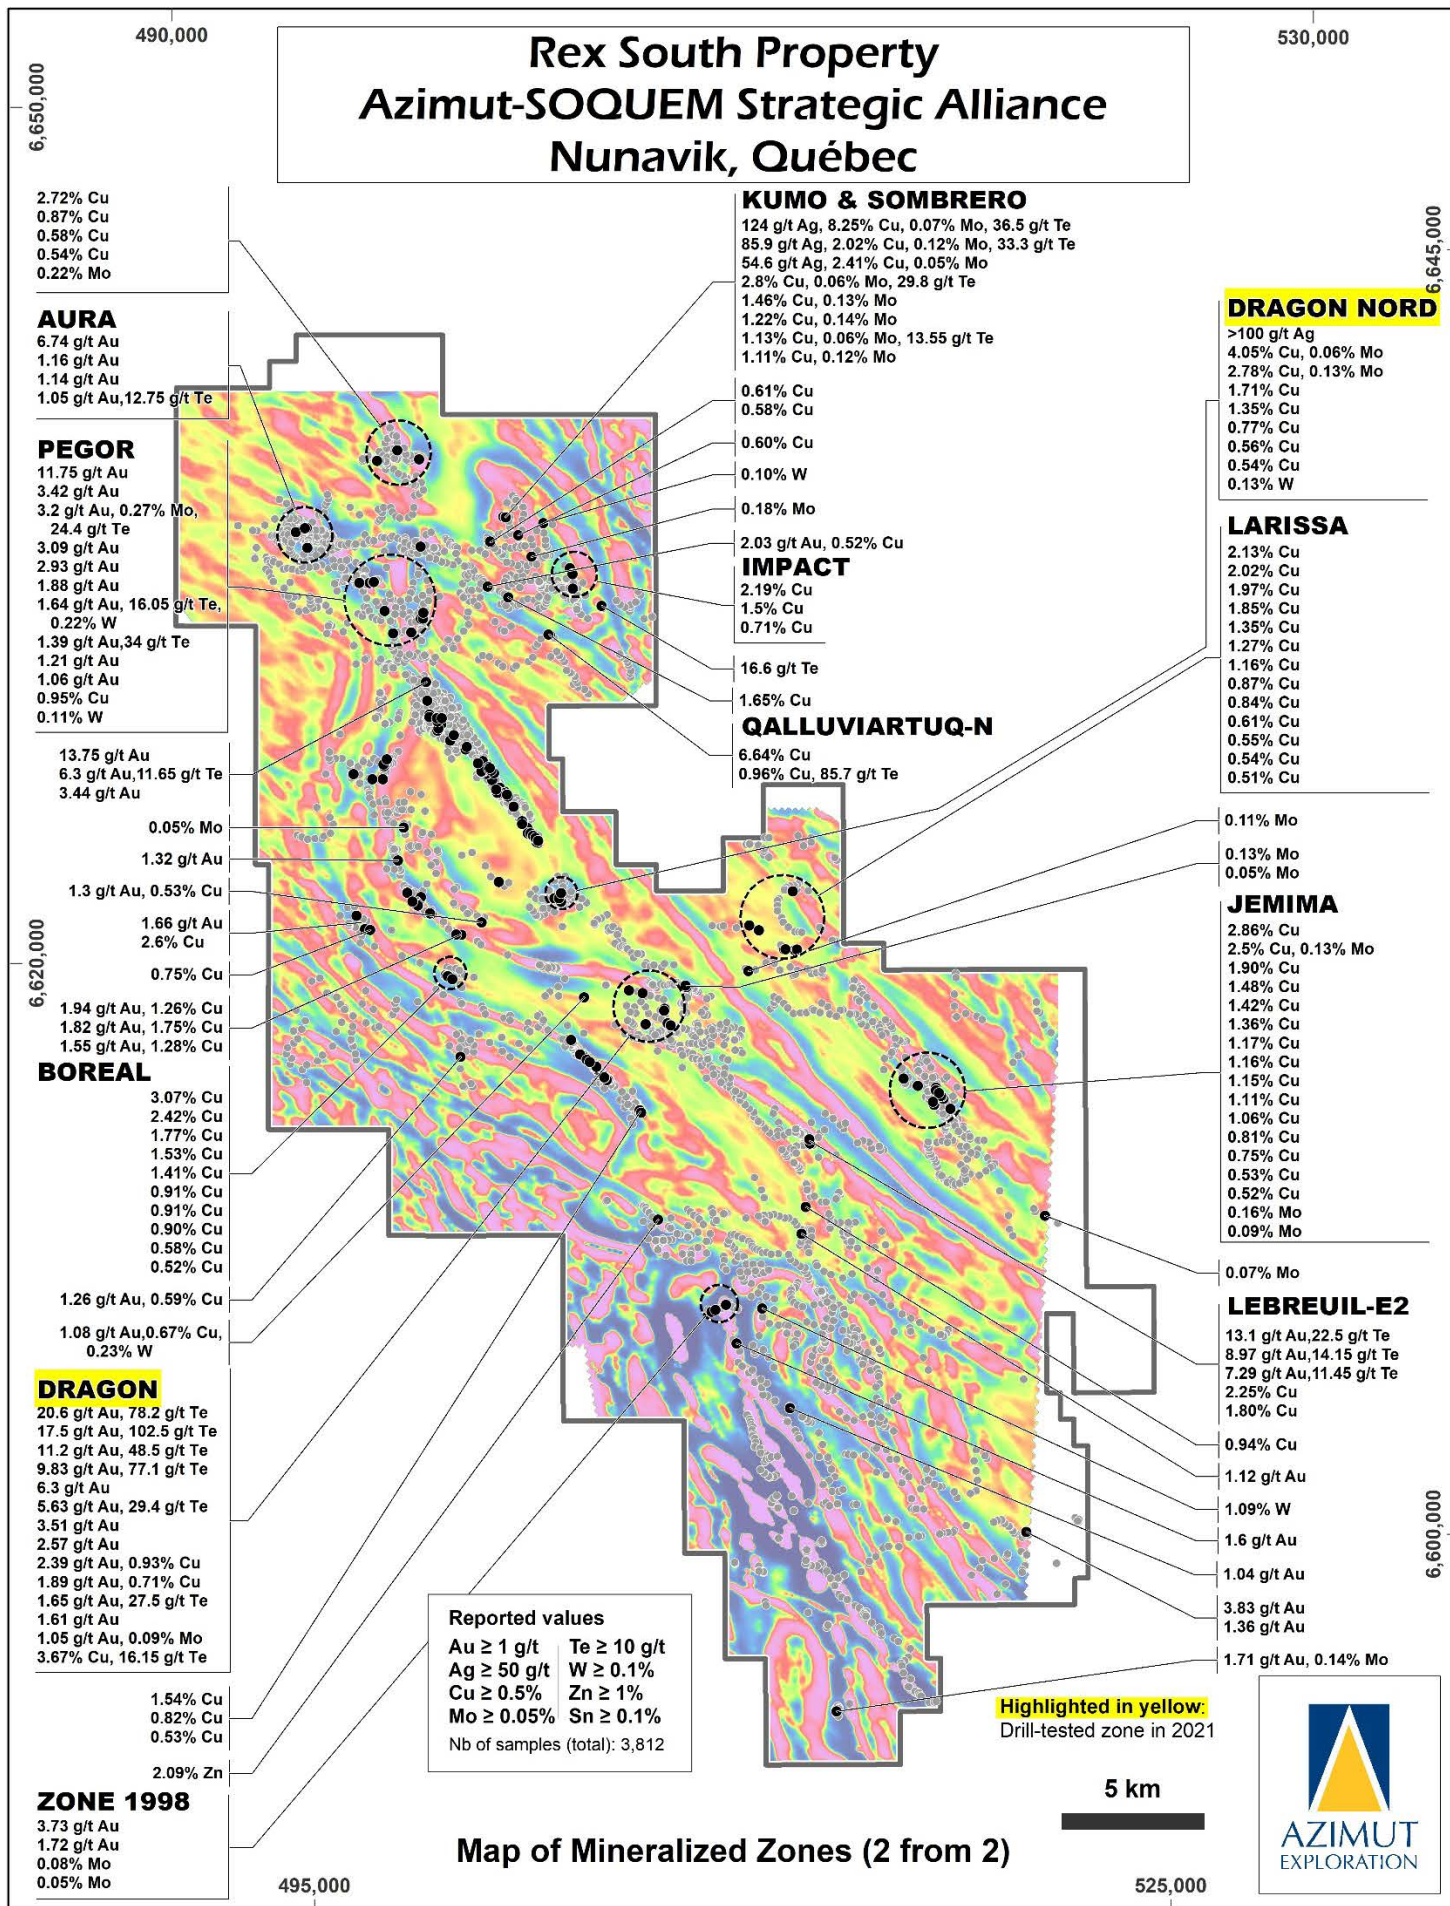 490,000
530,000
Rex South Property
Azimut-SOQUEM Strategic Alliance
Nunavik, Québec
6,650,000
6,645,000
6,620,000
6,600,000
2.72% Cu
0.87% Cu
0.58% Cu
0.54% Cu
0.22% Mo
AURA
6.74 g/t Au
1.16 g/t Au
1.14 g/t Au
1.05 g/t Au,12.75 g/t Te
PEGOR
11.75 g/t Au
3.42 g/t Au
3.2 g/t Au, 0.27% Mo,
24.4 g/t Te
3.09 g/t Au
2.93 g/t Au
1.88 g/t Au
1.64 g/t Au, 16.05 g/t Te,
0.22% W
1.39 g/t Au,34 g/t Te
1.21 g/t Au
1.06 g/t Au
0.95% Cu
0.11% W
13.75 g/t Au
6.3 g/t Au,11.65 g/t Te
3.44 g/t Au
0.05% Mo
1.32 g/t Au
1.3 g/t Au, 0.53% Cu
1.66 g/t Au
2.6% Cu
0.75% Cu
1.94 g/t Au, 1.26% Cu
1.82 g/t Au, 1.75% Cu
1.55 g/t Au, 1.28% Cu
BOREAL
3.07% Cu
2.42% Cu
1.77% Cu
1.53% Cu
1.41% Cu
0.91% Cu
0.91% Cu
0.90% Cu
0.58% Cu
0.52% Cu
1.26 g/t Au, 0.59% Cu
1.08 g/t Au,0.67% Cu,
0.23% W
DRAGON
20.6 g/t Au, 78.2 g/t Te
17.5 g/t Au, 102.5 g/t Te
11.2 g/t Au, 48.5 g/t Te
9.83 g/t Au, 77.1 g/t Te
6.3 g/t Au
5.63 g/t Au, 29.4 g/t Te
3.51 g/t Au
2.57 g/t Au
2.39 g/t Au, 0.93% Cu
1.89 g/t Au, 0.71% Cu
1.65 g/t Au, 27.5 g/t Te
1.61 g/t Au
1.05 g/t Au, 0.09% Mo
3.67% Cu, 16.15 g/t Te
1.54% Cu
0.82% Cu
0.53% Cu
2.09% Zn
ZONE 1998
3.73 g/t Au
1.72 g/t Au
0.08% Mo
0.05% Mo
KUMO & SOMBRERO
124 g/t Ag, 8.25% Cu, 0.07% Mo, 36.5 g/t Te
85.9 g/t Ag, 2.02% Cu, 0.12% Mo, 33.3 g/t Te
54.6 g/t Ag, 2.41% Cu, 0.05% Mo
2.8% Cu, 0.06% Mo, 29.8 g/t Te
1.46% Cu, 0.13% Mo
1.22% Cu, 0.14% Mo
1.13% Cu, 0.06% Mo, 13.55 g/t Te
1.11% Cu, 0.12% Mo
0.61% Cu
0.58% Cu
0.60% Cu
0.10% W
0.18% Mo
2.03 g/t Au, 0.52% Cu
IMPACT
2.19% Cu
1.5% Cu
0.71% Cu
16.6 g/t Te
1.65% Cu
QALLUVIARTUQ-N
6.64% Cu
0.96% Cu, 85.7 g/t Te
DRAGON NORD
>100 g/t Ag
4.05% Cu, 0.06% Mo
2.78% Cu, 0.13% Mo
1.71% Cu
1.35% Cu
0.77% Cu
0.56% Cu
0.54% Cu
0.13% W
LARISSA
2.13% Cu
2.02% Cu
1.97% Cu
1.85% Cu
1.35% Cu
1.27% Cu
1.16% Cu
0.87% Cu
0.84% Cu
0.61% Cu
0.55% Cu
0.54% Cu
0.51% Cu
0.11% Mo
0.13% Mo
0.05% Mo
JEMIMA
2.86% Cu
2.5% Cu, 0.13% Mo
1.90% Cu
1.48% Cu
1.42% Cu
1.36% Cu
1.17% Cu
1.16% Cu
1.15% Cu
1.11% Cu
1.06% Cu
0.81% Cu
0.75% Cu
0.53% Cu
0.52% Cu
0.16% Mo
0.09% Mo
0.07% Mo
LEBREUIL-E2
13.1 g/t Au,22.5 g/t Te
8.97 g/t Au,14.15 g/t Te
7.29 g/t Au,11.45 g/t Te
2.25% Cu
1.80% Cu
0.94% Cu
1.12 g/t Au
1.09% W
1.6 g/t Au
1.04 g/t Au
3.83 g/t Au
1.36 g/t Au
1.71 g/t Au, 0.14% Mo
Reported values
Au ≥ 1 g/t Te ≥ 10 g/t
Ag ≥ 50 g/t W ≥ 0.1%
Cu ≥ 0.5% Zn ≥ 1%
Mo ≥ 0.05% Sn ≥ 0.1%
Nb of samples (total): 3,812
Highlighted in yellow:
Drill-tested zone in 2021
5 km
Map of Mineralized Zones (2 from 2)
AZIMUT
EXPLORATION
495,000
525,000